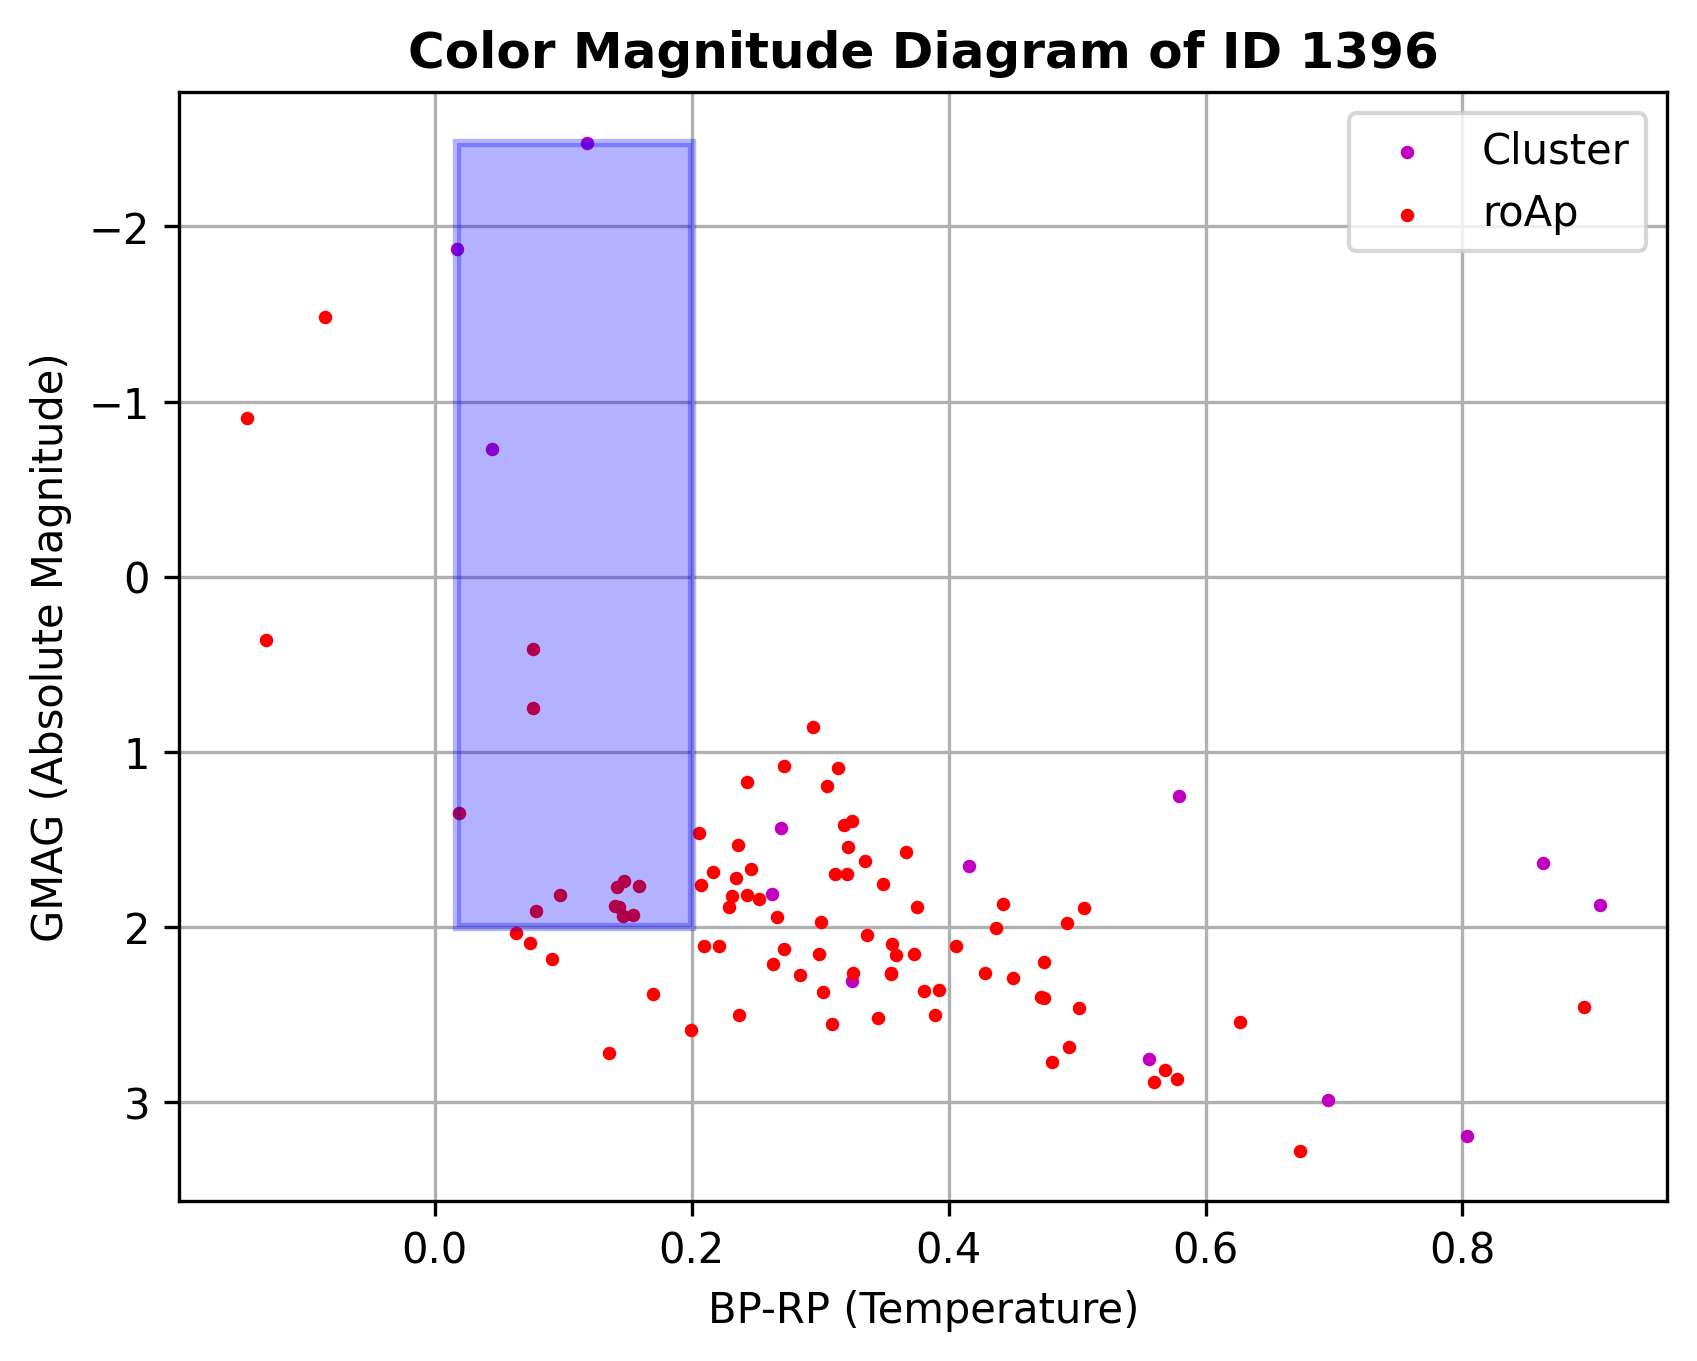 Color Magnitude Diagram of ID 1396
Cluster
roAp
GMAG (Absolute Magnitude)
−2
−1
0
1
2
3
0.0 0.2 0.4 0.6 0.8
BP-RP (Temperature)